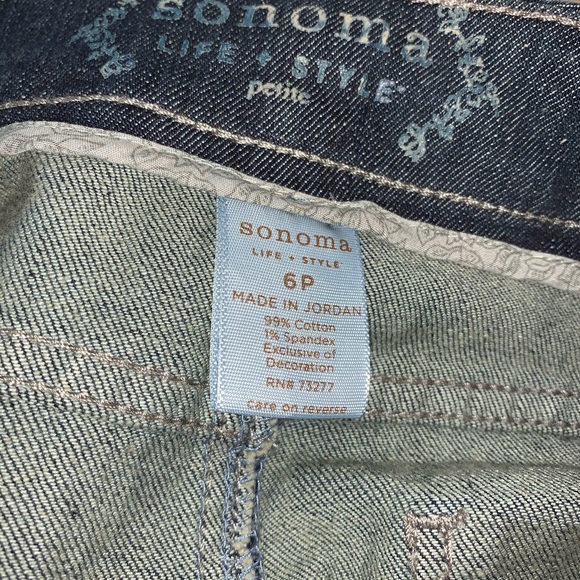 sonoma
LIFE + STYLE
petite
sonoma
LIFE + STYLE
6P
MADE IN JORDAN
99% Cotton
1% Spandex
Exclusive of
Decoration
RN# 73277
care on reverse